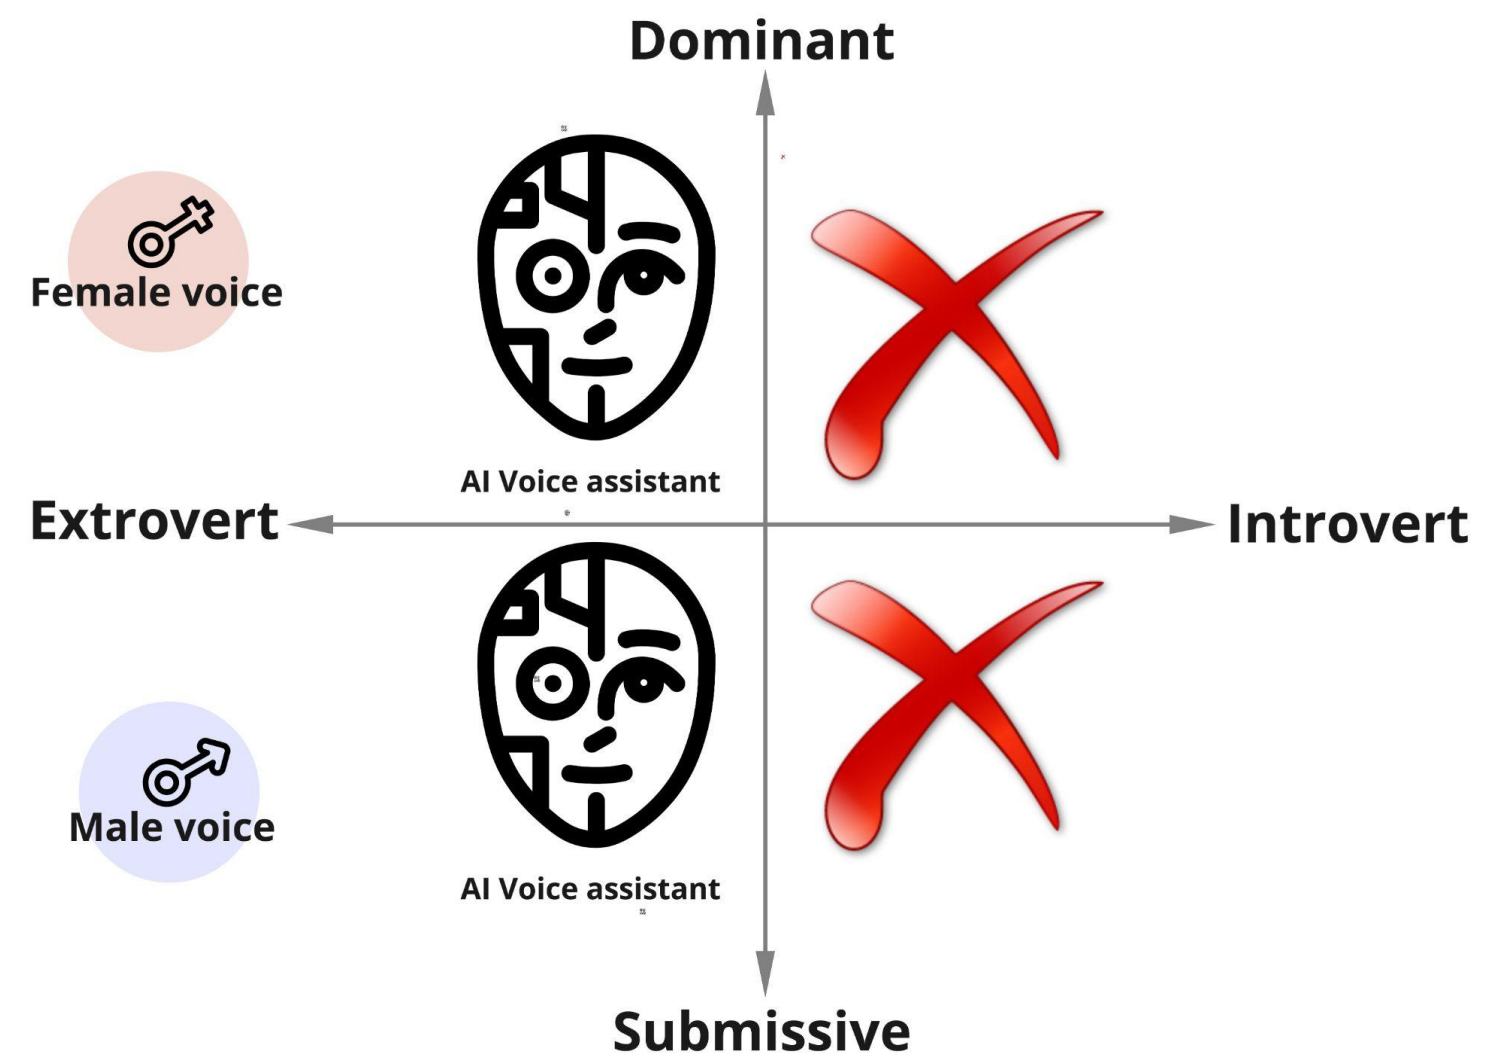 Dominant
Female voice
AI Voice assistant
Extrovert
Introvert
Male voice
AI Voice assistant
Submissive